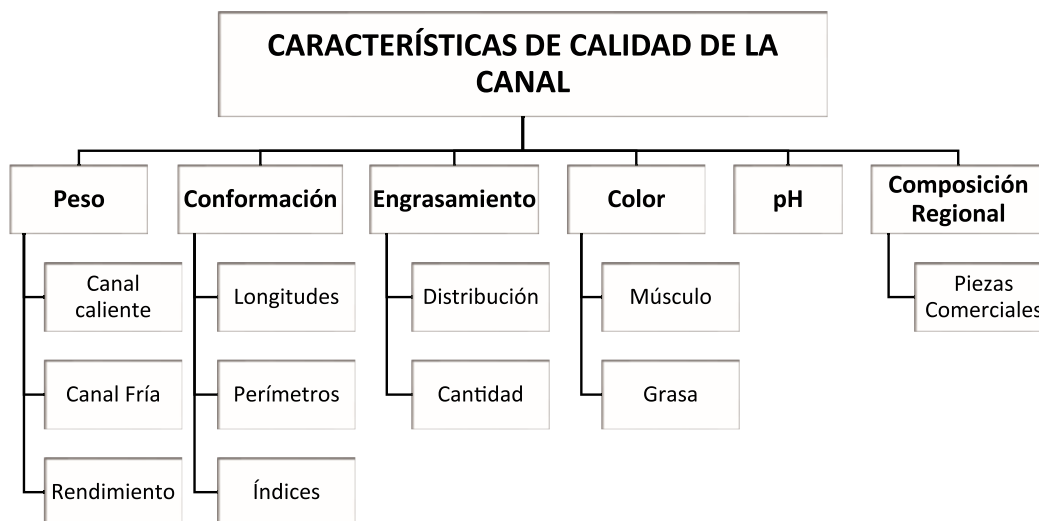 CARACTERÍSTICAS DE CALIDAD DE LA
CANAL
Peso
Conformación
Engrasamiento
Color
pH
Composición
Regional
Canal
caliente
Longitudes
Distribución
Músculo
Piezas
Comerciales
Canal Fría
Perímetros
Cantidad
Grasa
Rendimiento
Índices